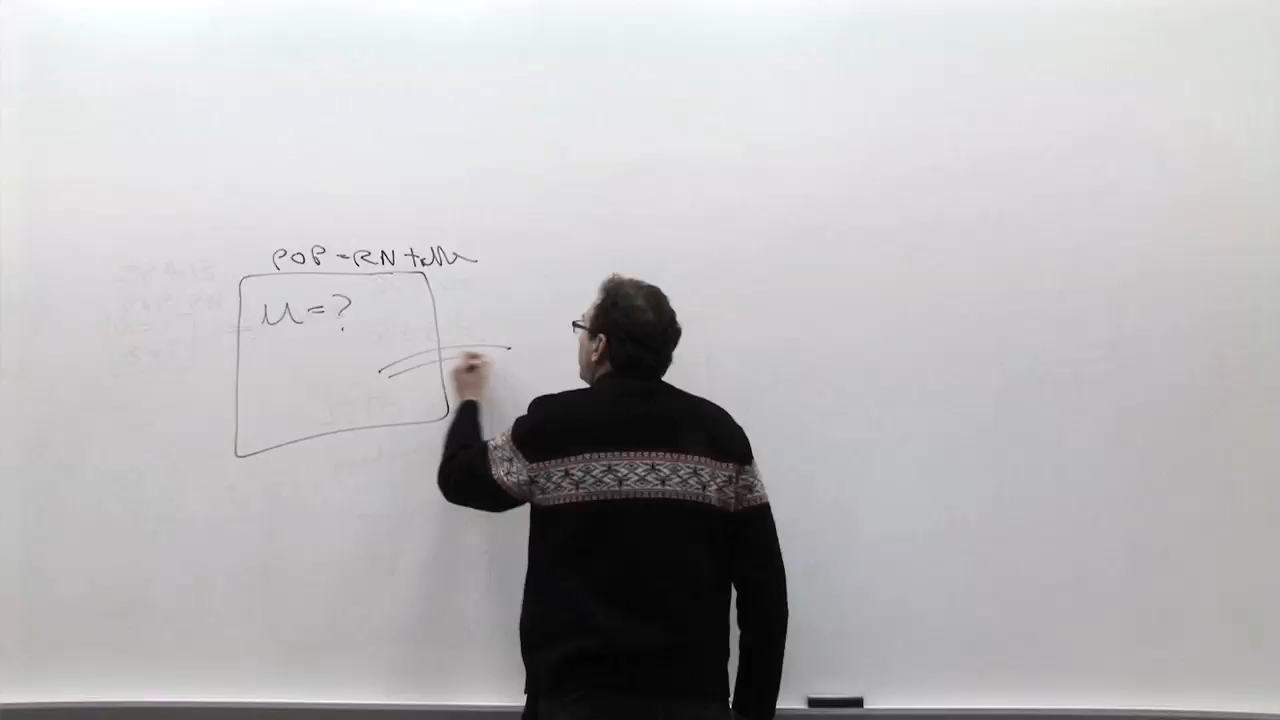 POP = RN table
μ = ?